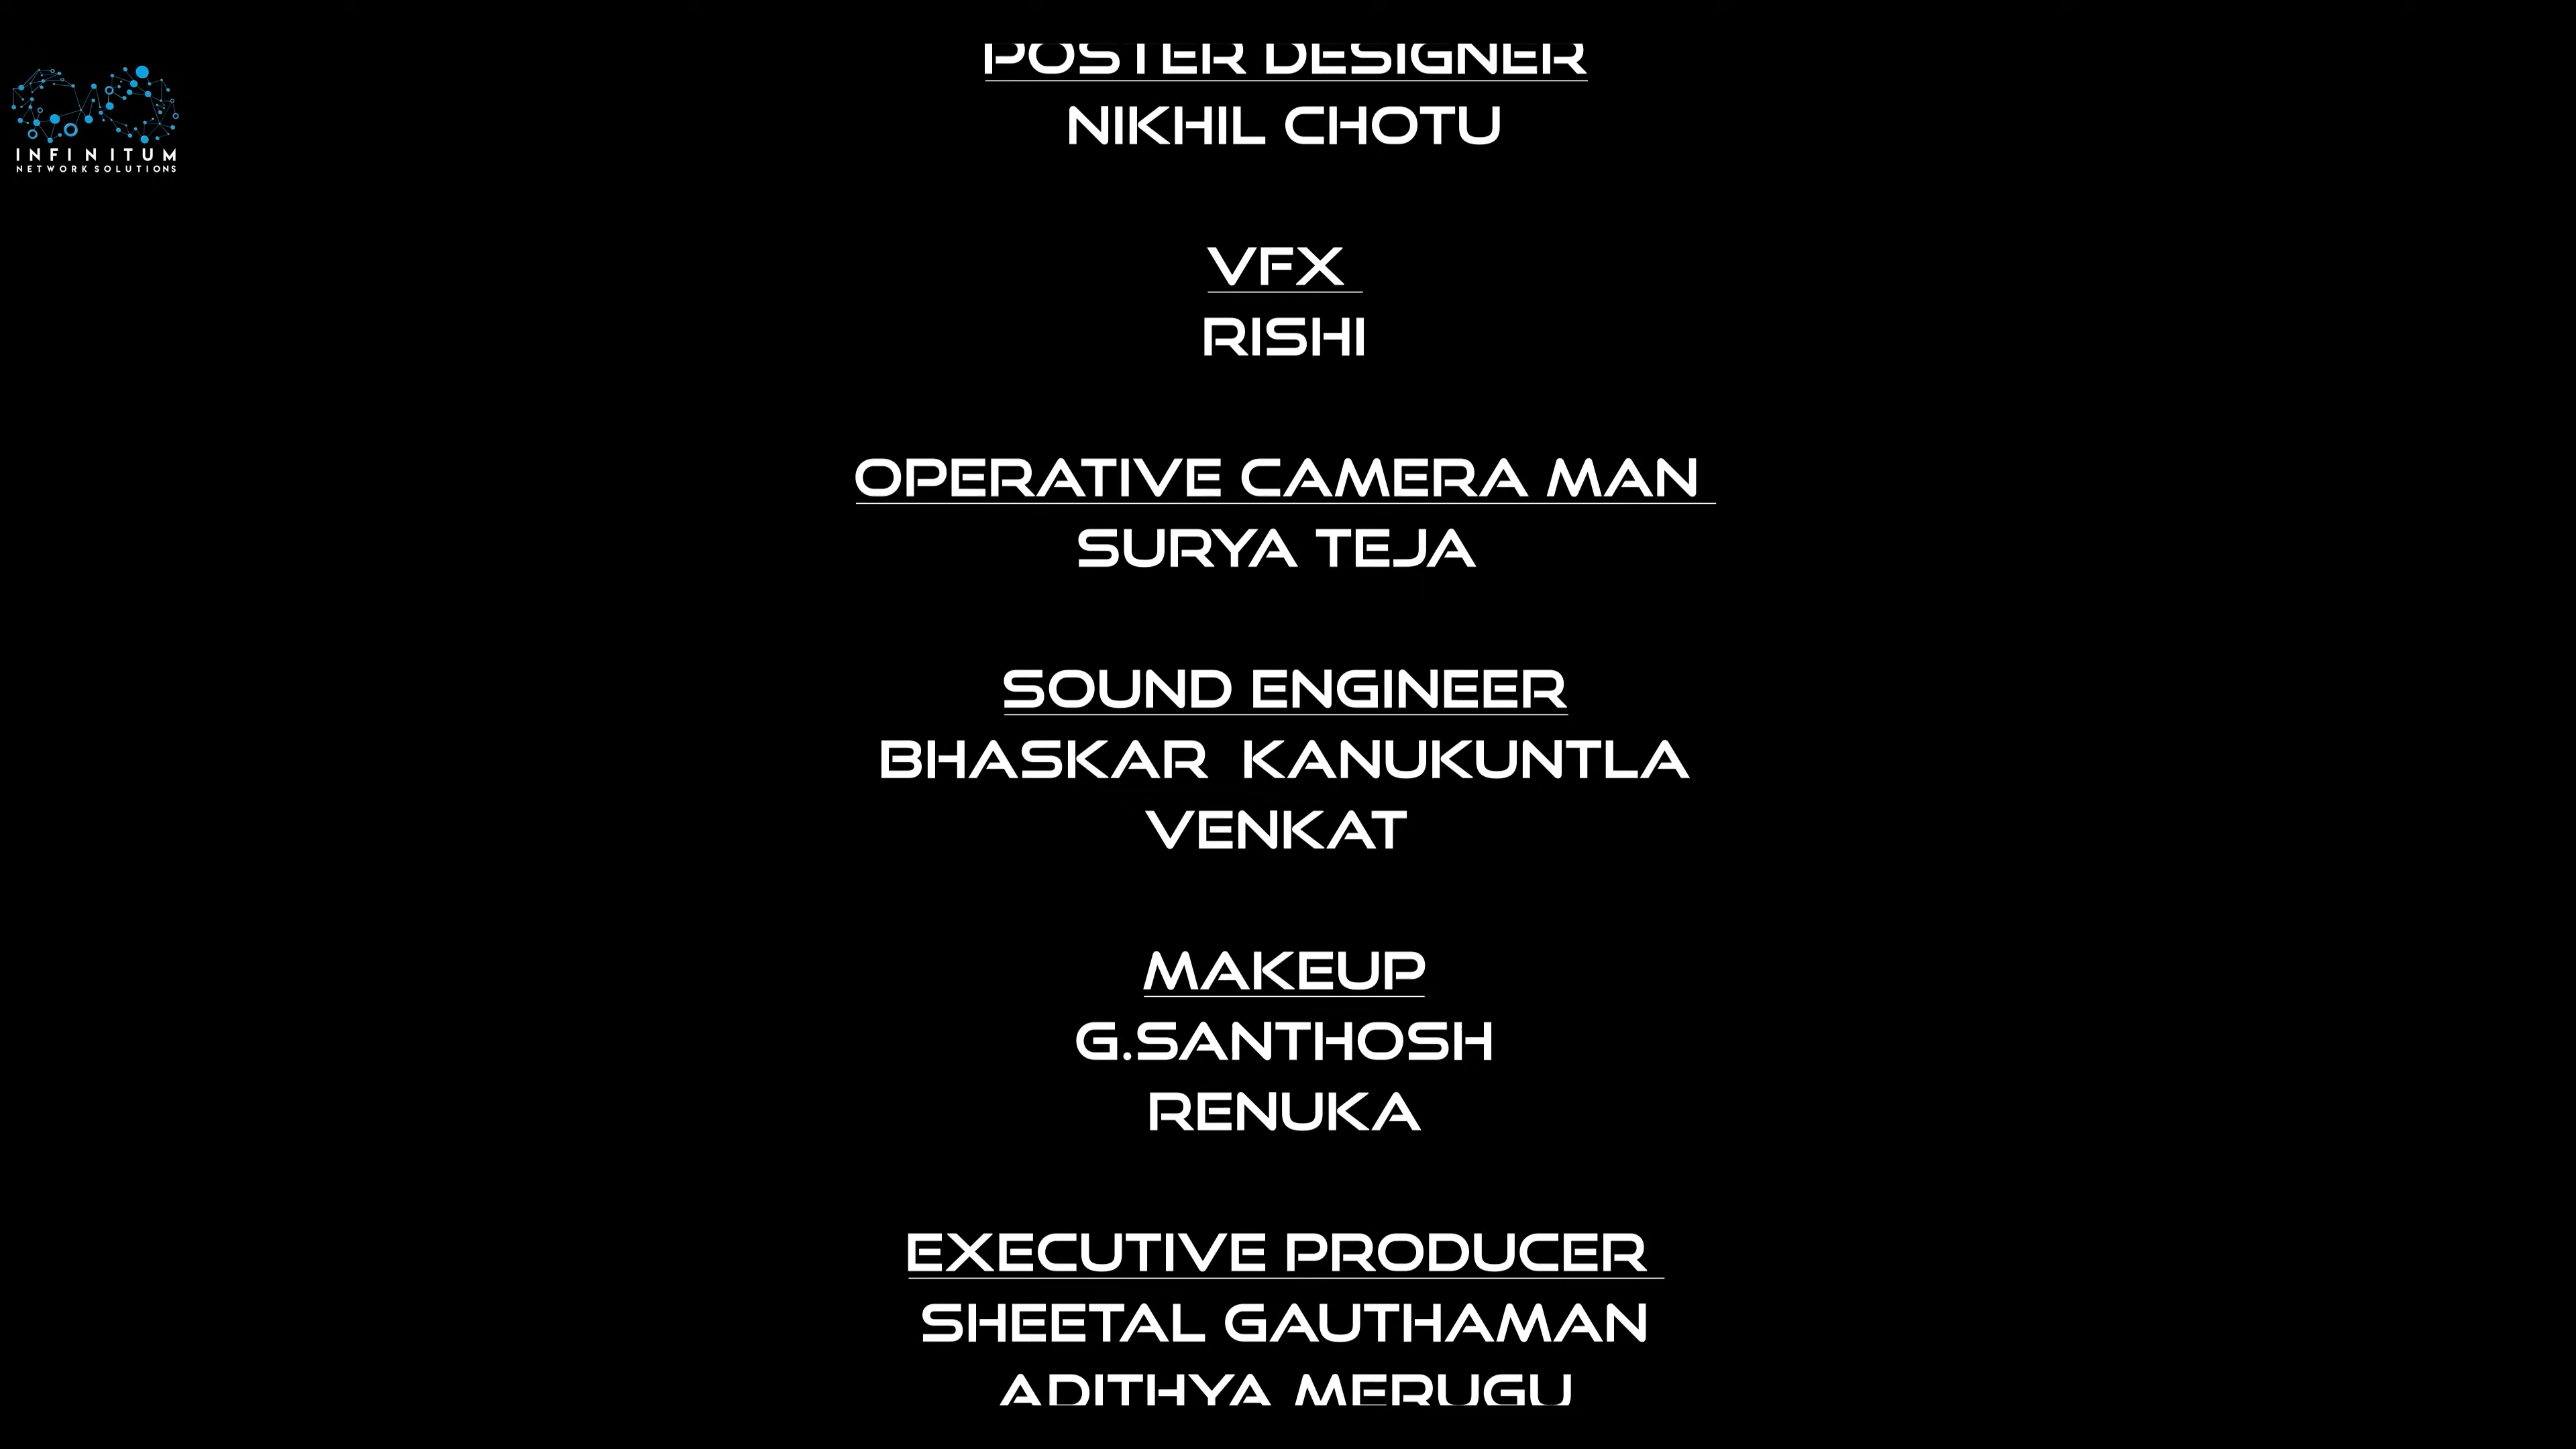 POSTER DESIGNER
NIKHIL CHOTU
INFINITUM
NETWORK SOLUTIONS
VFX
RISHI
OPERATIVE CAMERA MAN
SURYA TEJA
SOUND ENGINEER
BHASKAR KANUKUNTLA
VENKAT
MAKEUP
G.SANTHOSH
RENUKA
EXECUTIVE PRODUCER
SHEETAL GAUTHAMAN
ADITHYA MERUGU